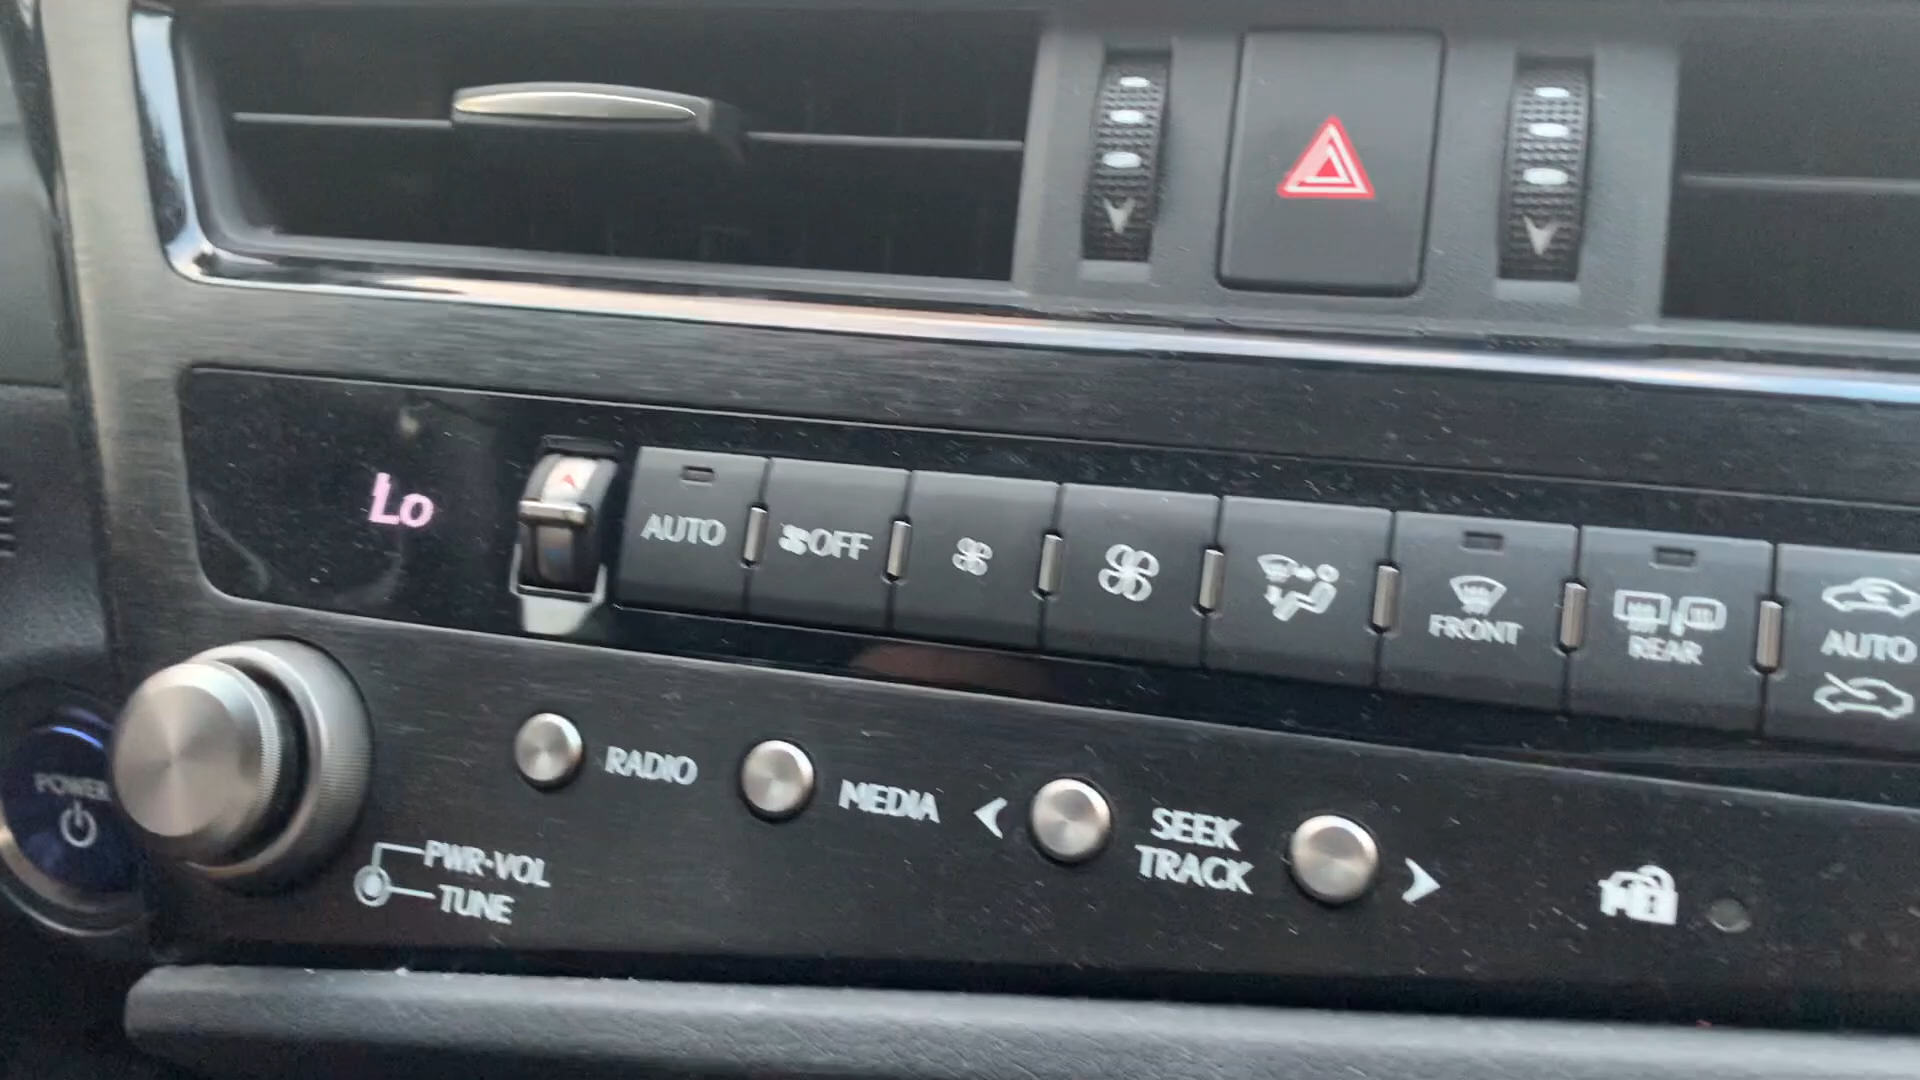 Lo
AUTO
OFF
FRONT
REAR
AUTO
POWER
RADIO
MEDIA
SEEK
TRACK
PWR·VOL
TUNE